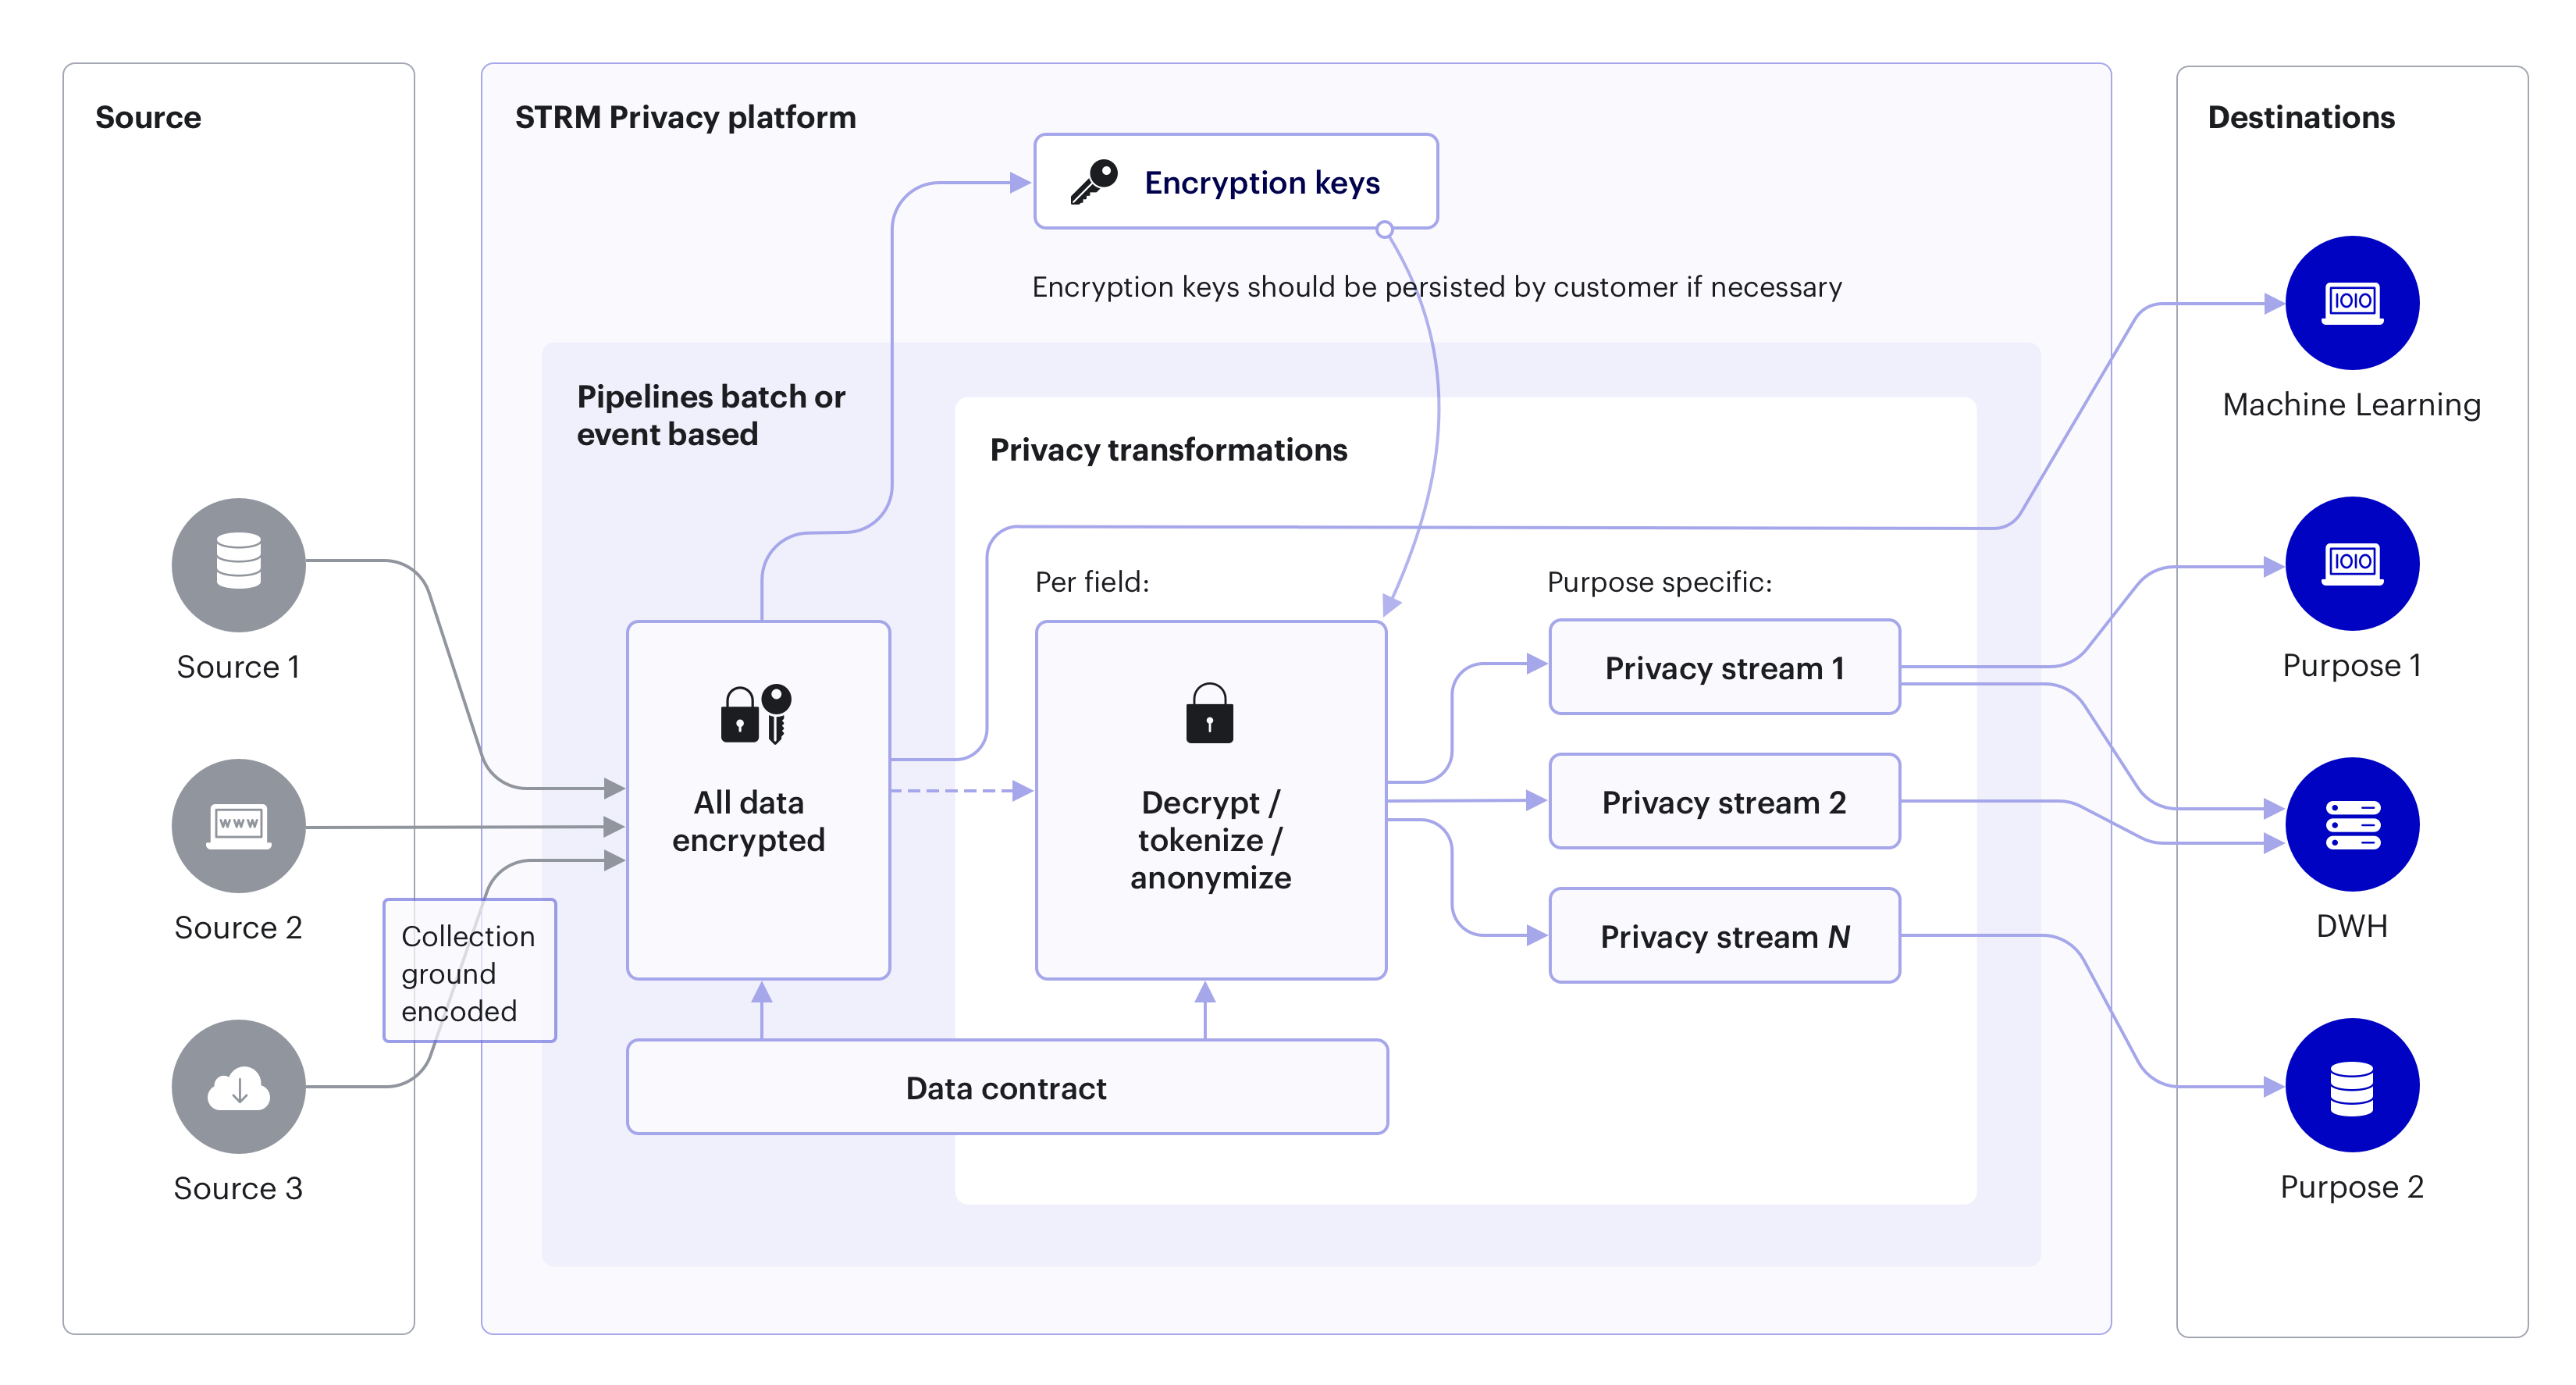 Source
STRM Privacy platform
Destinations
Encryption keys
Encryption keys should be persisted by customer if necessary
Pipelines batch or
event based
Privacy transformations
Machine Learning
Source 1
Per field:
Purpose specific:
Privacy stream 1
Purpose 1
IOIO
IOIO
WWW
Source 2
All data
encrypted
Decrypt /
tokenize /
anonymize
Privacy stream 2
DWH
Collection
ground
encoded
Privacy stream N
Source 3
Data contract
Purpose 2